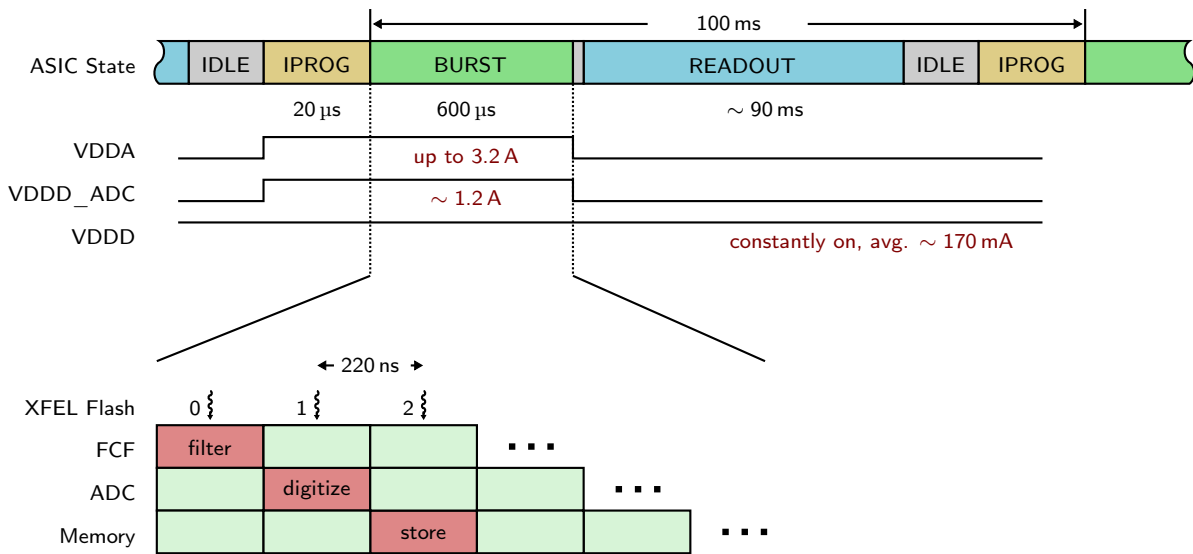 100 ms
ASIC State IDLE IPROG BURST READOUT IDLE IPROG
20 µs 600 µs ~ 90 ms
VDDA up to 3.2 A
VDDD_ADC ~ 1.2 A
VDDD
constantly on, avg. ~ 170 mA
220 ns
XFEL Flash 0 1 2
FCF filter ...
ADC digitize ...
Memory store ...